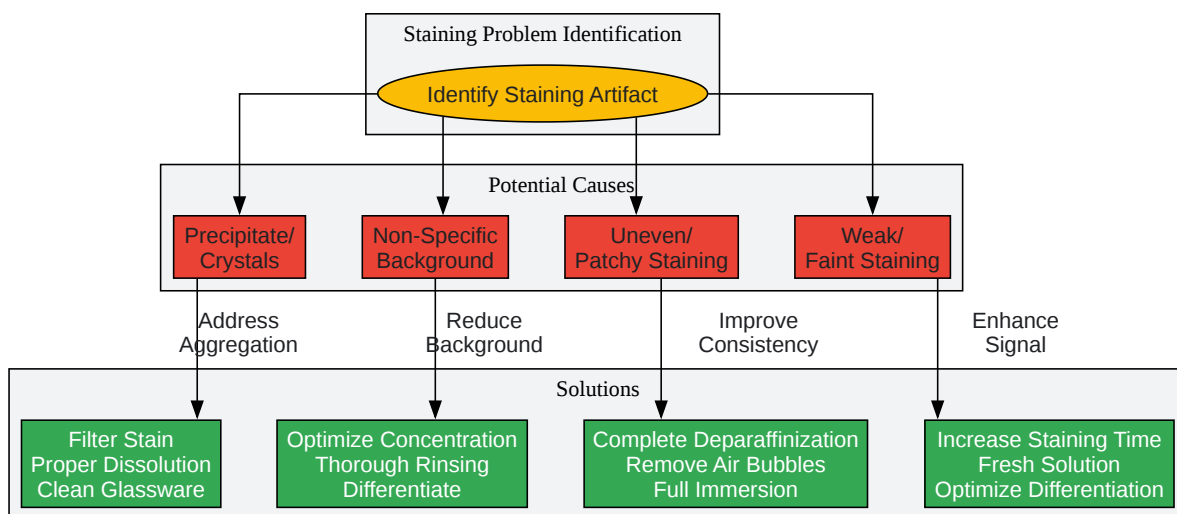 Staining Problem Identification
Identify Staining Artifact
Potential Causes
Precipitate/
Crystals
Non-Specific
Background
Uneven/
Patchy Staining
Weak/
Faint Staining
Address
Aggregation
Reduce
Background
Improve
Consistency
Enhance
Signal
Solutions
Filter Stain
Proper Dissolution
Clean Glassware
Optimize Concentration
Thorough Rinsing
Differentiate
Complete Deparaffinization
Remove Air Bubbles
Full Immersion
Increase Staining Time
Fresh Solution
Optimize Differentiation